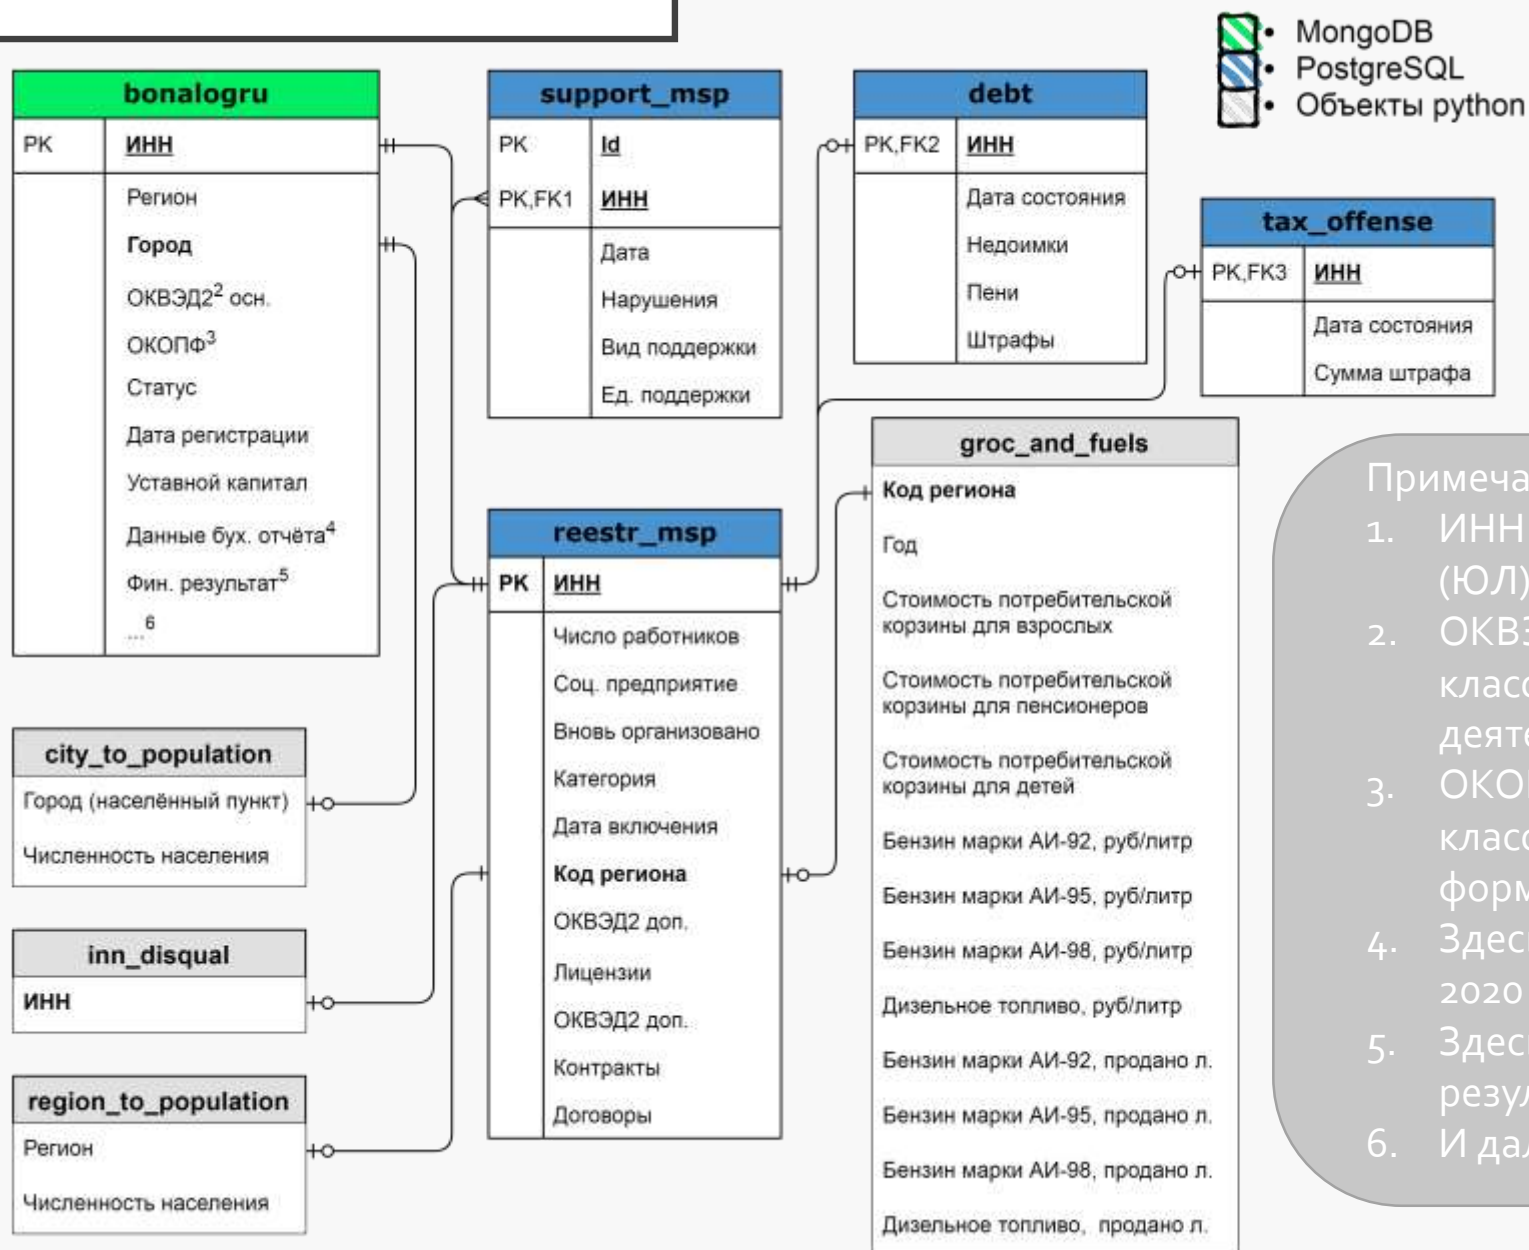 MongoDB
PostgreSQL
Объекты python
bonalogru
PK ИНН
Регион
Город
ОКВЭД2² осн.
ОКОПФ³
Статус
Дата регистрации
Уставной капитал
Данные бух. отчёта⁴
Фин. результат⁵
...⁶
support_msp
PK Id
PK,FK1 ИНН
Дата
Нарушения
Вид поддержки
Ед. поддержки
debt
PK,FK2 ИНН
Дата состояния
Недоимки
Пени
Штрафы
tax_offense
PK,FK3 ИНН
Дата состояния
Сумма штрафа
reestr_msp
PK ИНН
Число работников
Соц. предприятие
Вновь организовано
Категория
Дата включения
Код региона
ОКВЭД2 доп.
Лицензии
ОКВЭД2 доп.
Контракты
Договоры
groc_and_fuels
Код региона
Год
Стоимость потребительской
корзины для взрослых
Стоимость потребительской
корзины для пенсионеров
Стоимость потребительской
корзины для детей
Бензин марки АИ-92, руб/литр
Бензин марки АИ-95, руб/литр
Бензин марки АИ-98, руб/литр
Дизельное топливо, руб/литр
Бензин марки АИ-92, продано л.
Бензин марки АИ-95, продано л.
Бензин марки АИ-98, продано л.
Дизельное топливо, продано л.
city_to_population
Город (населённый пункт)
Численность населения
inn_disqual
ИНН
region_to_population
Регион
Численность населения
Примеча
1. ИНН
(ЮЛ)
2. ОКВЭ
класс
деяте
3. ОКО
класс
форм
4. Здес
2020
5. Здес
резул
6. И дал